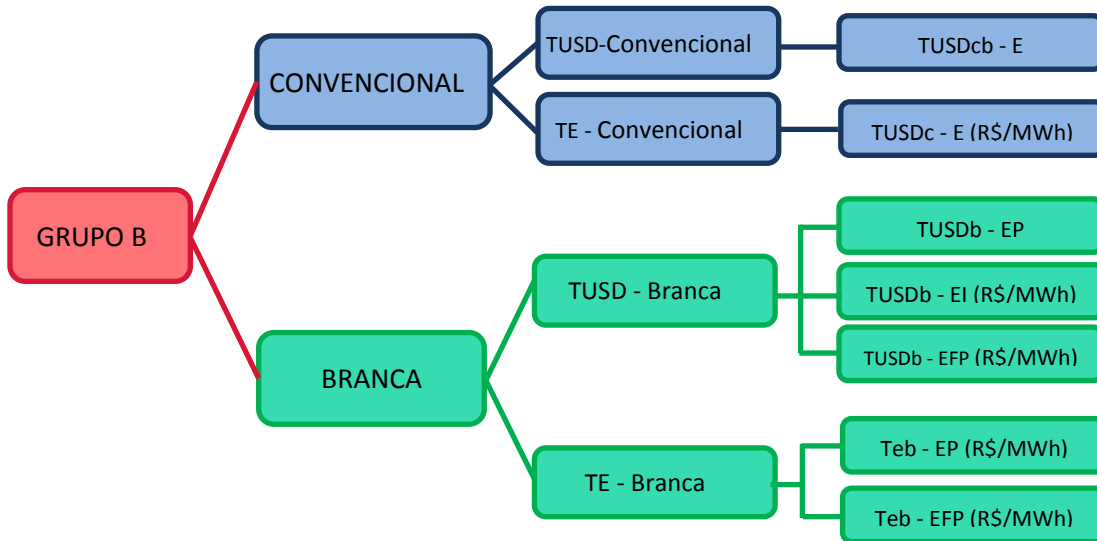 GRUPO B
CONVENCIONAL
TUSD-Convencional
TUSDcb - E
TE - Convencional
TUSDc - E (R$/MWh)
BRANCA
TUSD - Branca
TUSDb - EP
TUSDb - EI (R$/MWh)
TUSDb - EFP (R$/MWh)
TE - Branca
Teb - EP (R$/MWh)
Teb - EFP (R$/MWh)